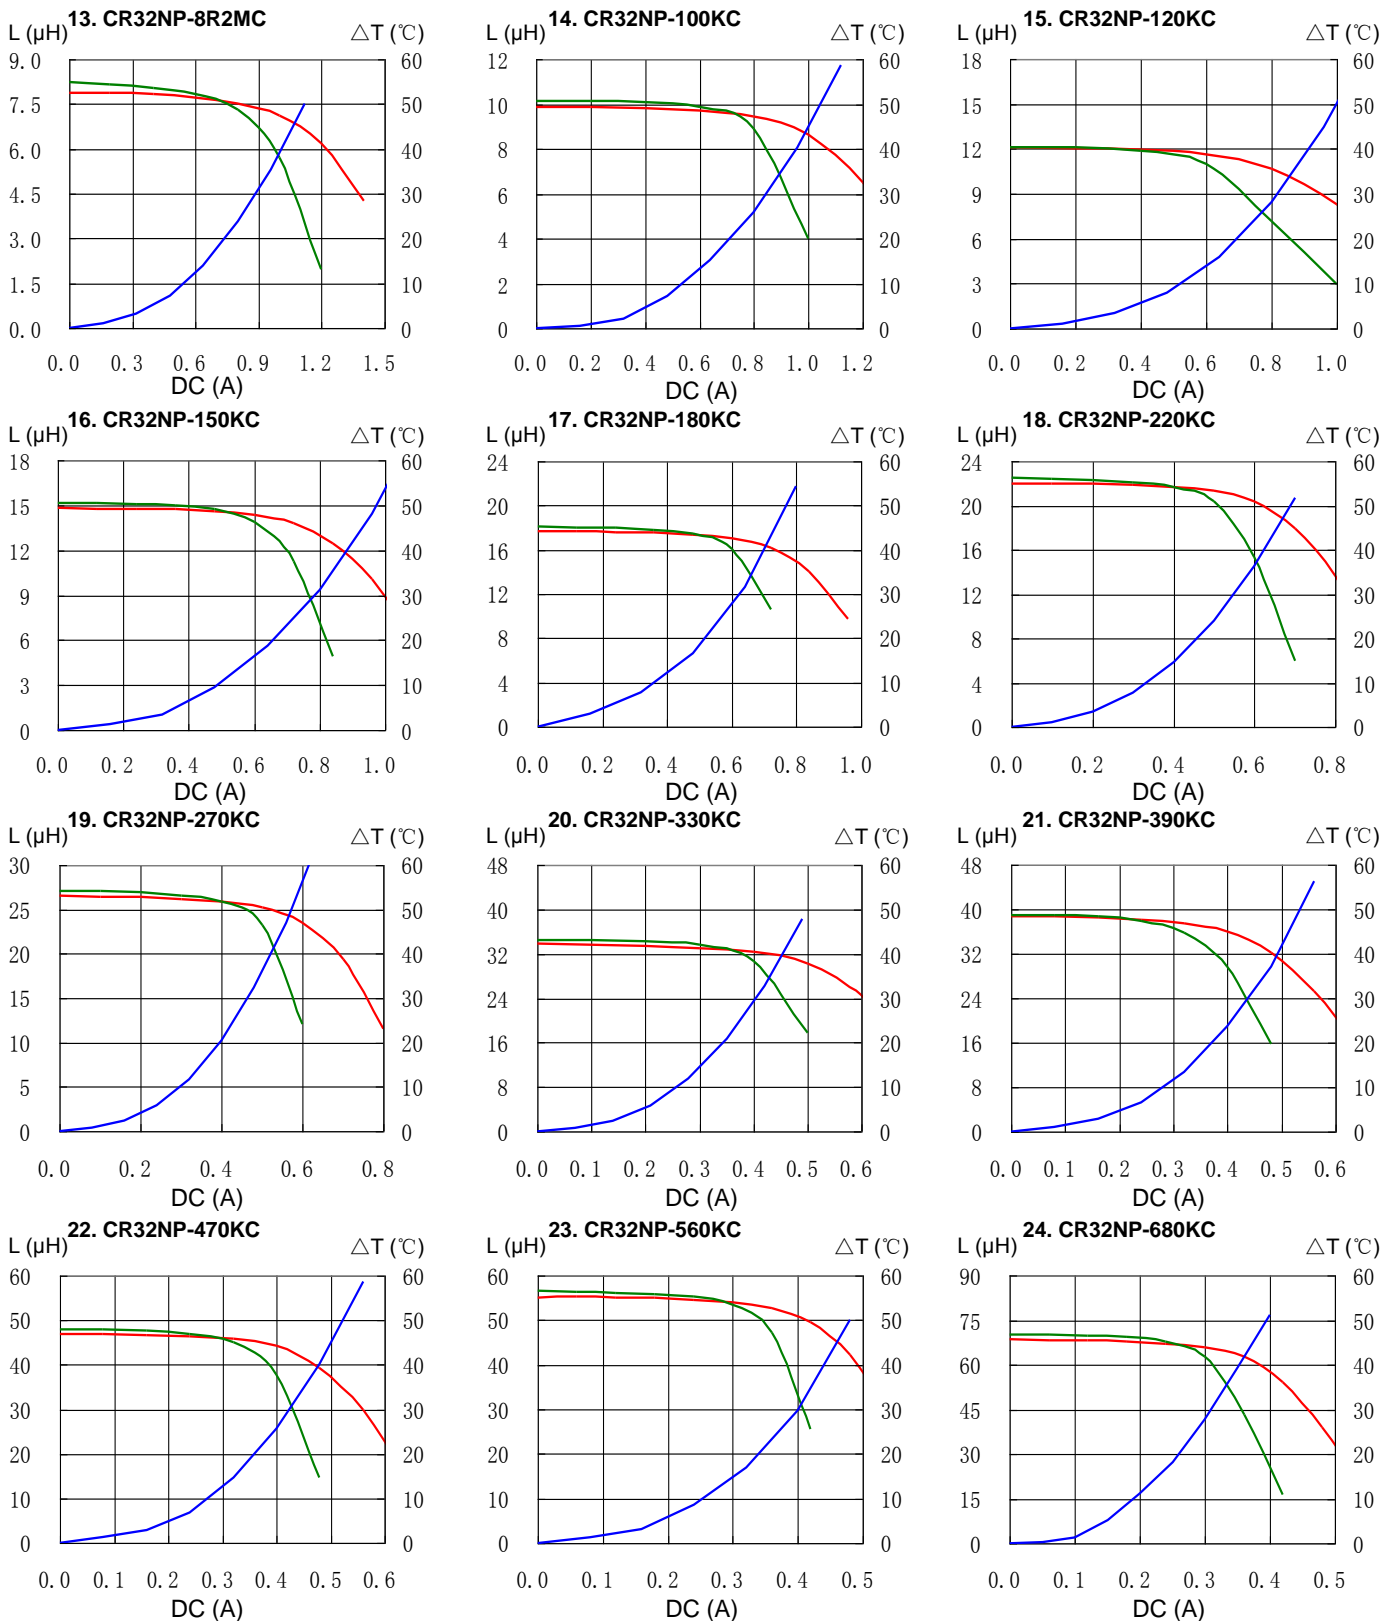 13. CR32NP-8R2MC
L (μH)
△T (℃)
9.0
7.5
6.0
4.5
3.0
1.5
0.0
60
50
40
30
20
10
0
0.0 0.3 0.6 0.9 1.2 1.5
DC (A)
14. CR32NP-100KC
L (μH)
△T (℃)
12
10
8
6
4
2
0
60
50
40
30
20
10
0
0.0 0.2 0.4 0.6 0.8 1.0 1.2
DC (A)
15. CR32NP-120KC
L (μH)
△T (℃)
18
15
12
9
6
3
0
60
50
40
30
20
10
0
0.0 0.2 0.4 0.6 0.8 1.0
DC (A)
16. CR32NP-150KC
L (μH)
△T (℃)
18
15
12
9
6
3
0
60
50
40
30
20
10
0
0.0 0.2 0.4 0.6 0.8 1.0
DC (A)
17. CR32NP-180KC
L (μH)
△T (℃)
24
20
16
12
8
4
0
60
50
40
30
20
10
0
0.0 0.2 0.4 0.6 0.8 1.0
DC (A)
18. CR32NP-220KC
L (μH)
△T (℃)
24
20
16
12
8
4
0
60
50
40
30
20
10
0
0.0 0.2 0.4 0.6 0.8
DC (A)
19. CR32NP-270KC
L (μH)
△T (℃)
30
25
20
15
10
5
0
60
50
40
30
20
10
0
0.0 0.2 0.4 0.6 0.8
DC (A)
20. CR32NP-330KC
L (μH)
△T (℃)
48
40
32
24
16
8
0
60
50
40
30
20
10
0
0.0 0.1 0.2 0.3 0.4 0.5 0.6
DC (A)
21. CR32NP-390KC
L (μH)
△T (℃)
48
40
32
24
16
8
0
60
50
40
30
20
10
0
0.0 0.1 0.2 0.3 0.4 0.5 0.6
DC (A)
22. CR32NP-470KC
L (μH)
△T (℃)
60
50
40
30
20
10
0
60
50
40
30
20
10
0
0.0 0.1 0.2 0.3 0.4 0.5 0.6
DC (A)
23. CR32NP-560KC
L (μH)
△T (℃)
60
50
40
30
20
10
0
60
50
40
30
20
10
0
0.0 0.1 0.2 0.3 0.4 0.5
DC (A)
24. CR32NP-680KC
L (μH)
△T (℃)
90
75
60
45
30
15
0
60
50
40
30
20
10
0
0.0 0.1 0.2 0.3 0.4 0.5
DC (A)